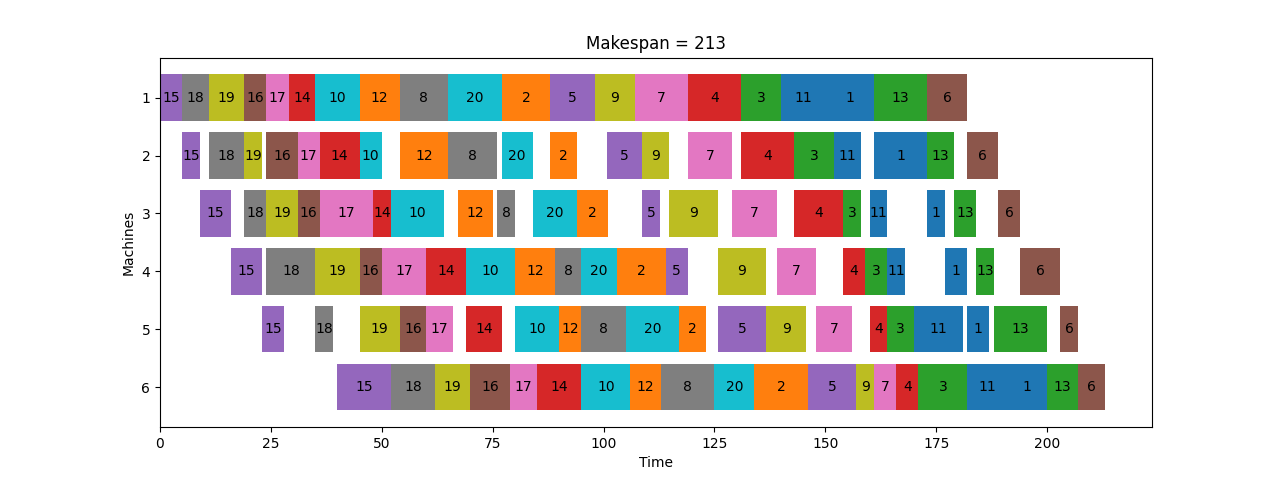 Makespan = 213
Machines
1 15 18 19 16 17 14 10 12 8 20 2 5 9 7 4 3 11 1 13 6
2 15 18 19 16 17 14 10 12 8 20 2 5 9 7 4 3 11 1 13 6
3 15 18 19 16 17 14 10 12 8 20 2 5 9 7 4 3 11 1 13 6
4 15 18 19 16 17 14 10 12 8 20 2 5 9 7 4 3 11 1 13 6
5 15 18 19 16 17 14 10 12 8 20 2 5 9 7 4 3 11 1 13 6
6 15 18 19 16 17 14 10 12 8 20 2 5 9 7 4 3 11 1 13 6
0 25 50 75 100 125 150 175 200
Time